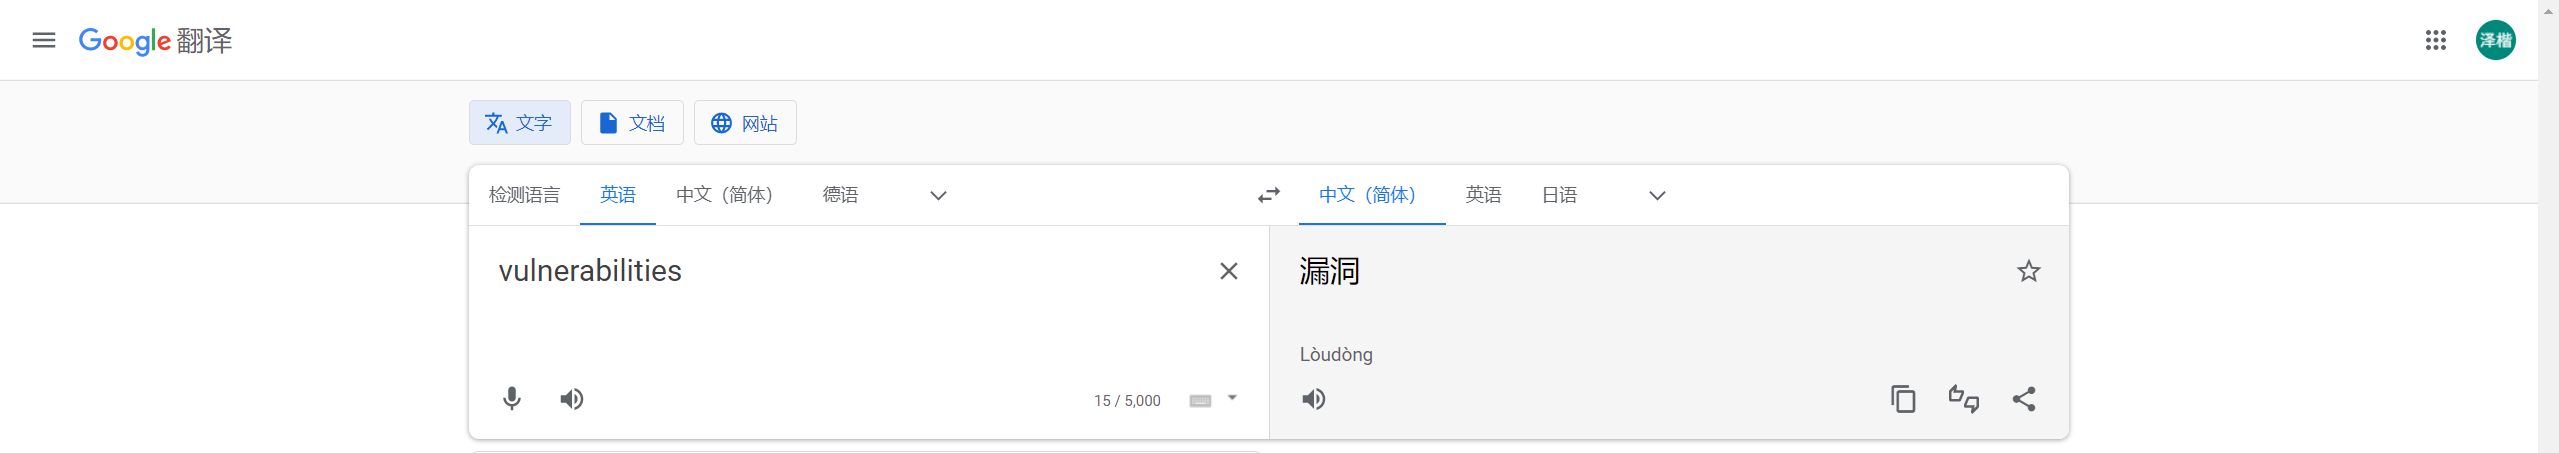 Google 翻译
泽楷
文字 文档 网站
检测语言 英语 中文（简体） 德语 中文（简体） 英语 日语
vulnerabilities
漏洞
Lòudòng
15 / 5,000